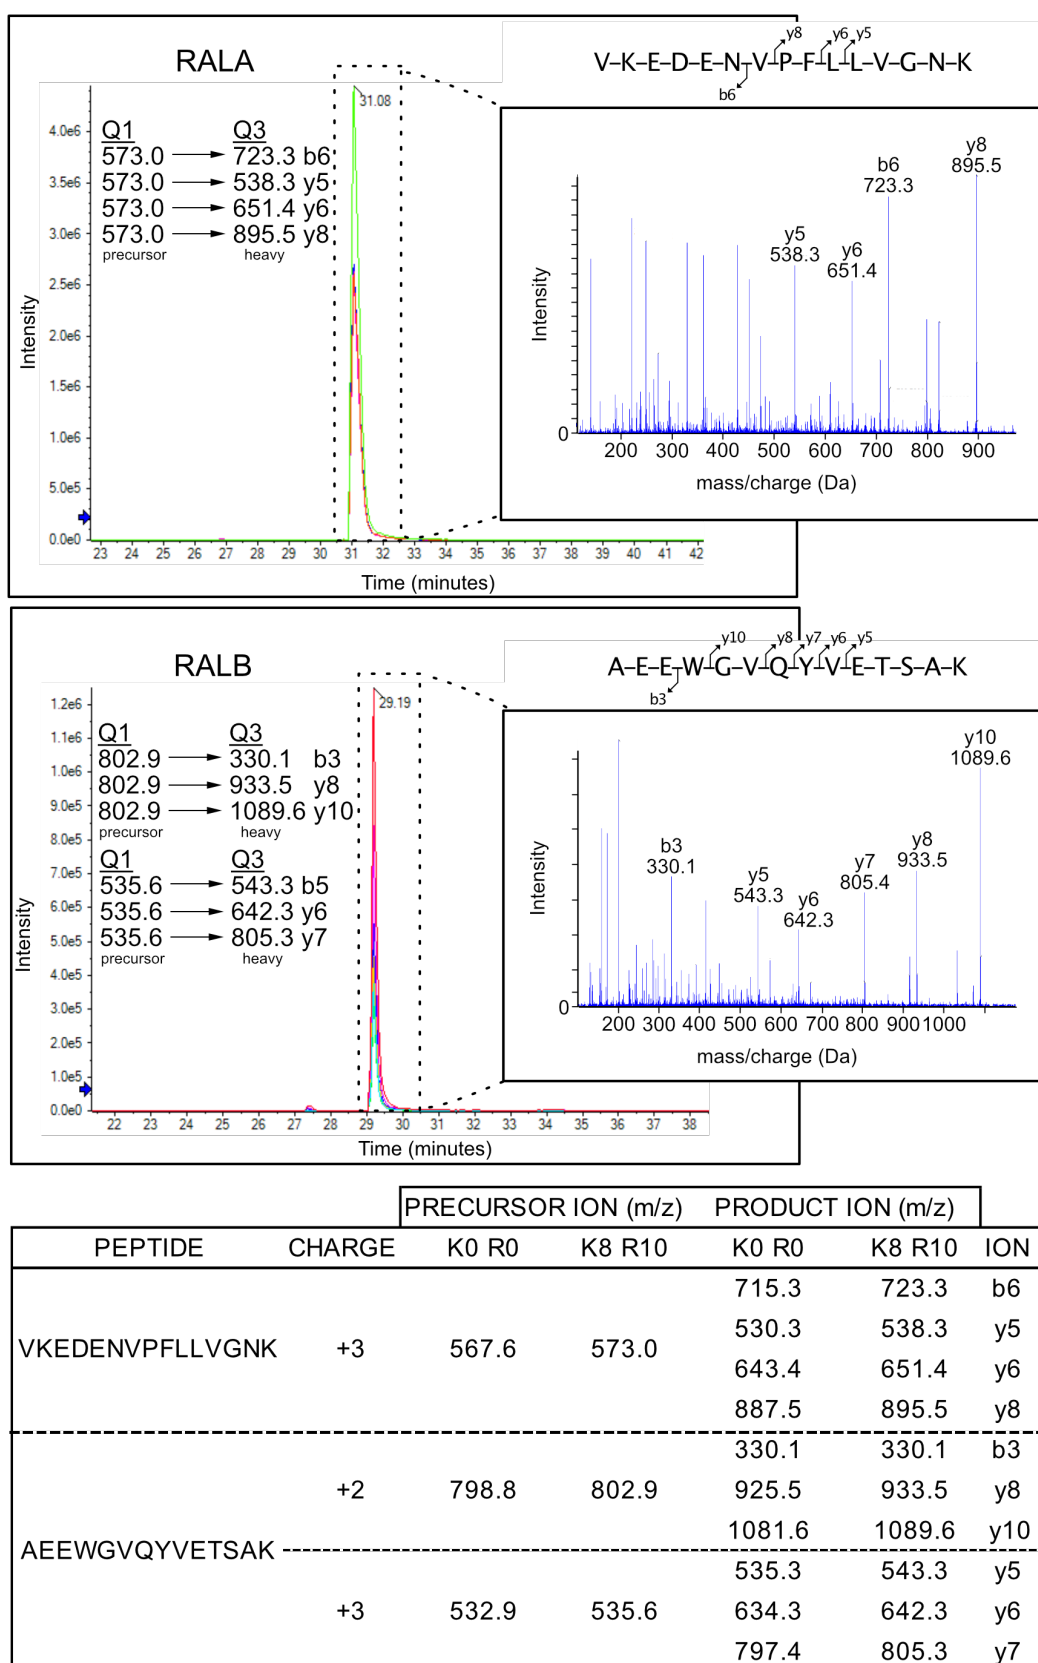 RALA
V-K-E-D-E-N-V-P-F-L-L-V-G-N-K
y8
y6
y5
b6
31.08
Q1 Q3
573.0 723.3 b6
573.0 538.3 y5
573.0 651.4 y6
573.0 895.5 y8
precursor heavy
4.0e6
3.5e6
3.0e6
2.5e6
2.0e6
1.5e6
1.0e6
5.0e5
0.0e0
Intensity
23 24 25 26 27 28 29 30 31 32 33 34 35 36 37 38 39 40 41 42
Time (minutes)
y8
895.5
b6
723.3
y5
538.3
y6
651.4
Intensity
0
200 300 400 500 600 700 800 900
mass/charge (Da)
RALB
A-E-E-W-G-V-Q-Y-V-E-T-S-A-K
y10
y8
y7
y6
y5
b3
29.19
Q1 Q3
802.9 330.1 b3
802.9 933.5 y8
802.9 1089.6 y10
precursor heavy
Q1 Q3
535.6 543.3 b5
535.6 642.3 y6
535.6 805.3 y7
precursor heavy
1.2e6
1.1e6
1.0e6
9.0e5
8.0e5
7.0e5
6.0e5
5.0e5
4.0e5
3.0e5
2.0e5
1.0e5
0.0e0
Intensity
22 23 24 25 26 27 28 29 30 31 32 33 34 35 36 37 38
Time (minutes)
y10
1089.6
y8
933.5
b3
330.1
y7
805.4
y5
543.3
y6
642.3
Intensity
0
200 300 400 500 600 700 800 900 1000
mass/charge (Da)
PRECURSOR ION (m/z) PRODUCT ION (m/z)
PEPTIDE CHARGE K0 R0 K8 R10 K0 R0 K8 R10 ION
715.3 723.3 b6
530.3 538.3 y5
VKEDENVPFLLVGNK +3 567.6 573.0
643.4 651.4 y6
887.5 895.5 y8
330.1 330.1 b3
+2 798.8 802.9 925.5 933.5 y8
1081.6 1089.6 y10
AEEWGVQYVETSAK
535.3 543.3 y5
+3 532.9 535.6 634.3 642.3 y6
797.4 805.3 y7